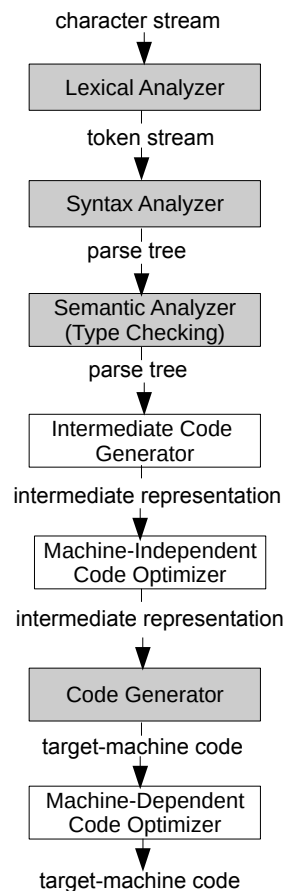 character stream
Lexical Analyzer
token stream
Syntax Analyzer
parse tree
Semantic Analyzer
(Type Checking)
parse tree
Intermediate Code
Generator
intermediate representation
Machine-Independent
Code Optimizer
intermediate representation
Code Generator
target-machine code
Machine-Dependent
Code Optimizer
target-machine code